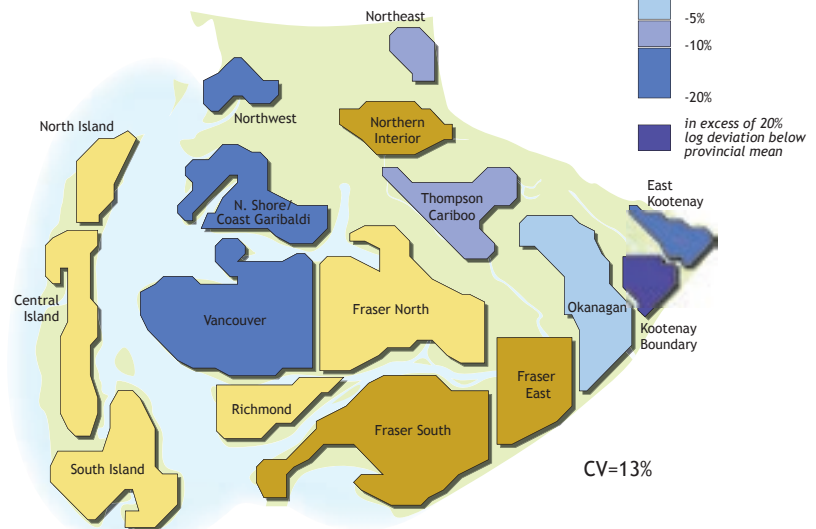 Northeast
-5%
-10%
-20%
in excess of 20%
log deviation below
provincial mean
Northwest
North Island
Northern
Interior
N. Shore/
Coast Garibaldi
Thompson
Cariboo
East
Kootenay
Central
Island
Vancouver
Fraser North
Okanagan
Kootenay
Boundary
Richmond
Fraser
East
Fraser South
South Island
CV=13%